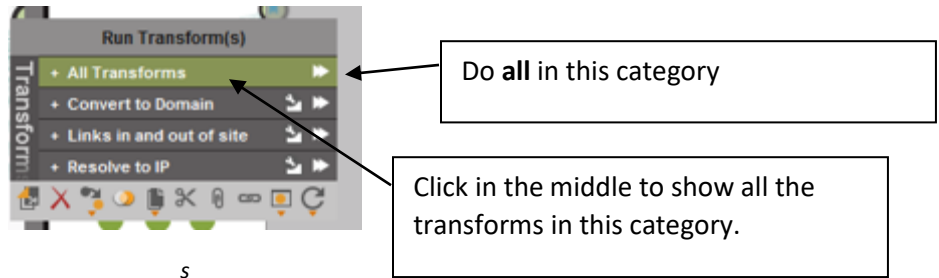 Run Transform(s)
Transform
+ All Transforms
+ Convert to Domain
+ Links in and out of site
+ Resolve to IP
Do all in this category
Click in the middle to show all the
transforms in this category.
s